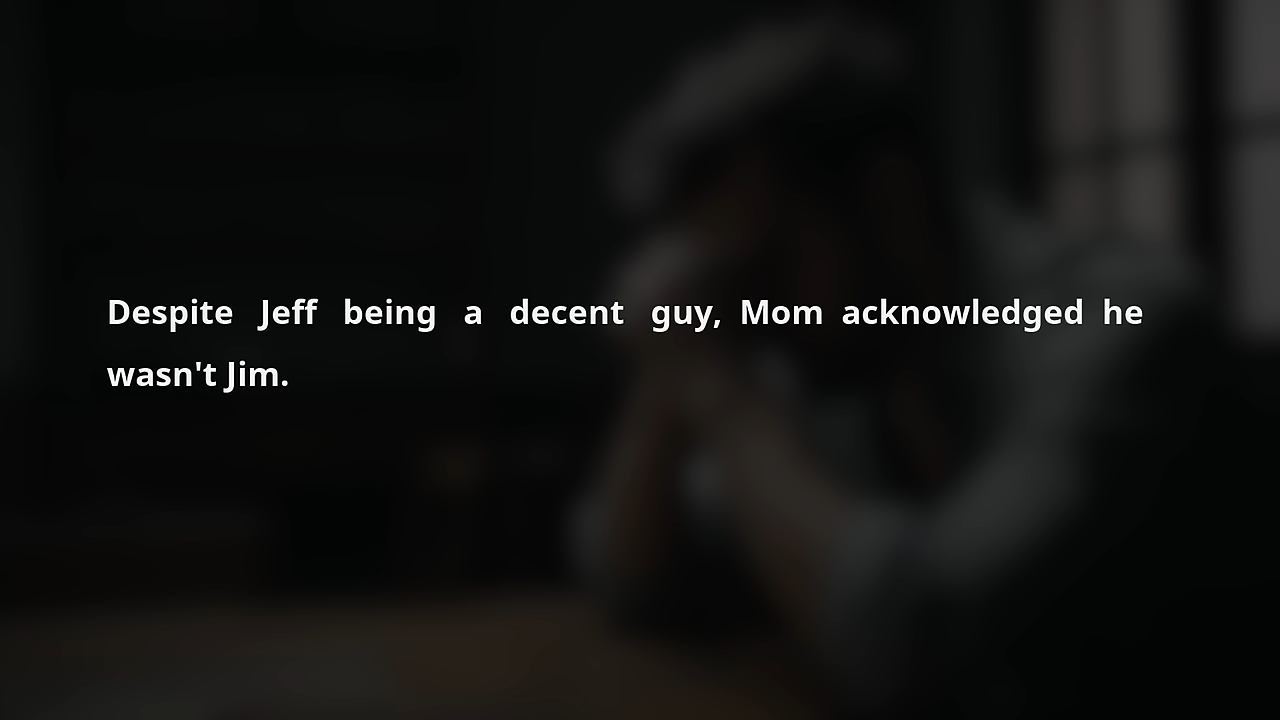 Despite Jeff being a decent guy, Mom acknowledged he
wasn't Jim.